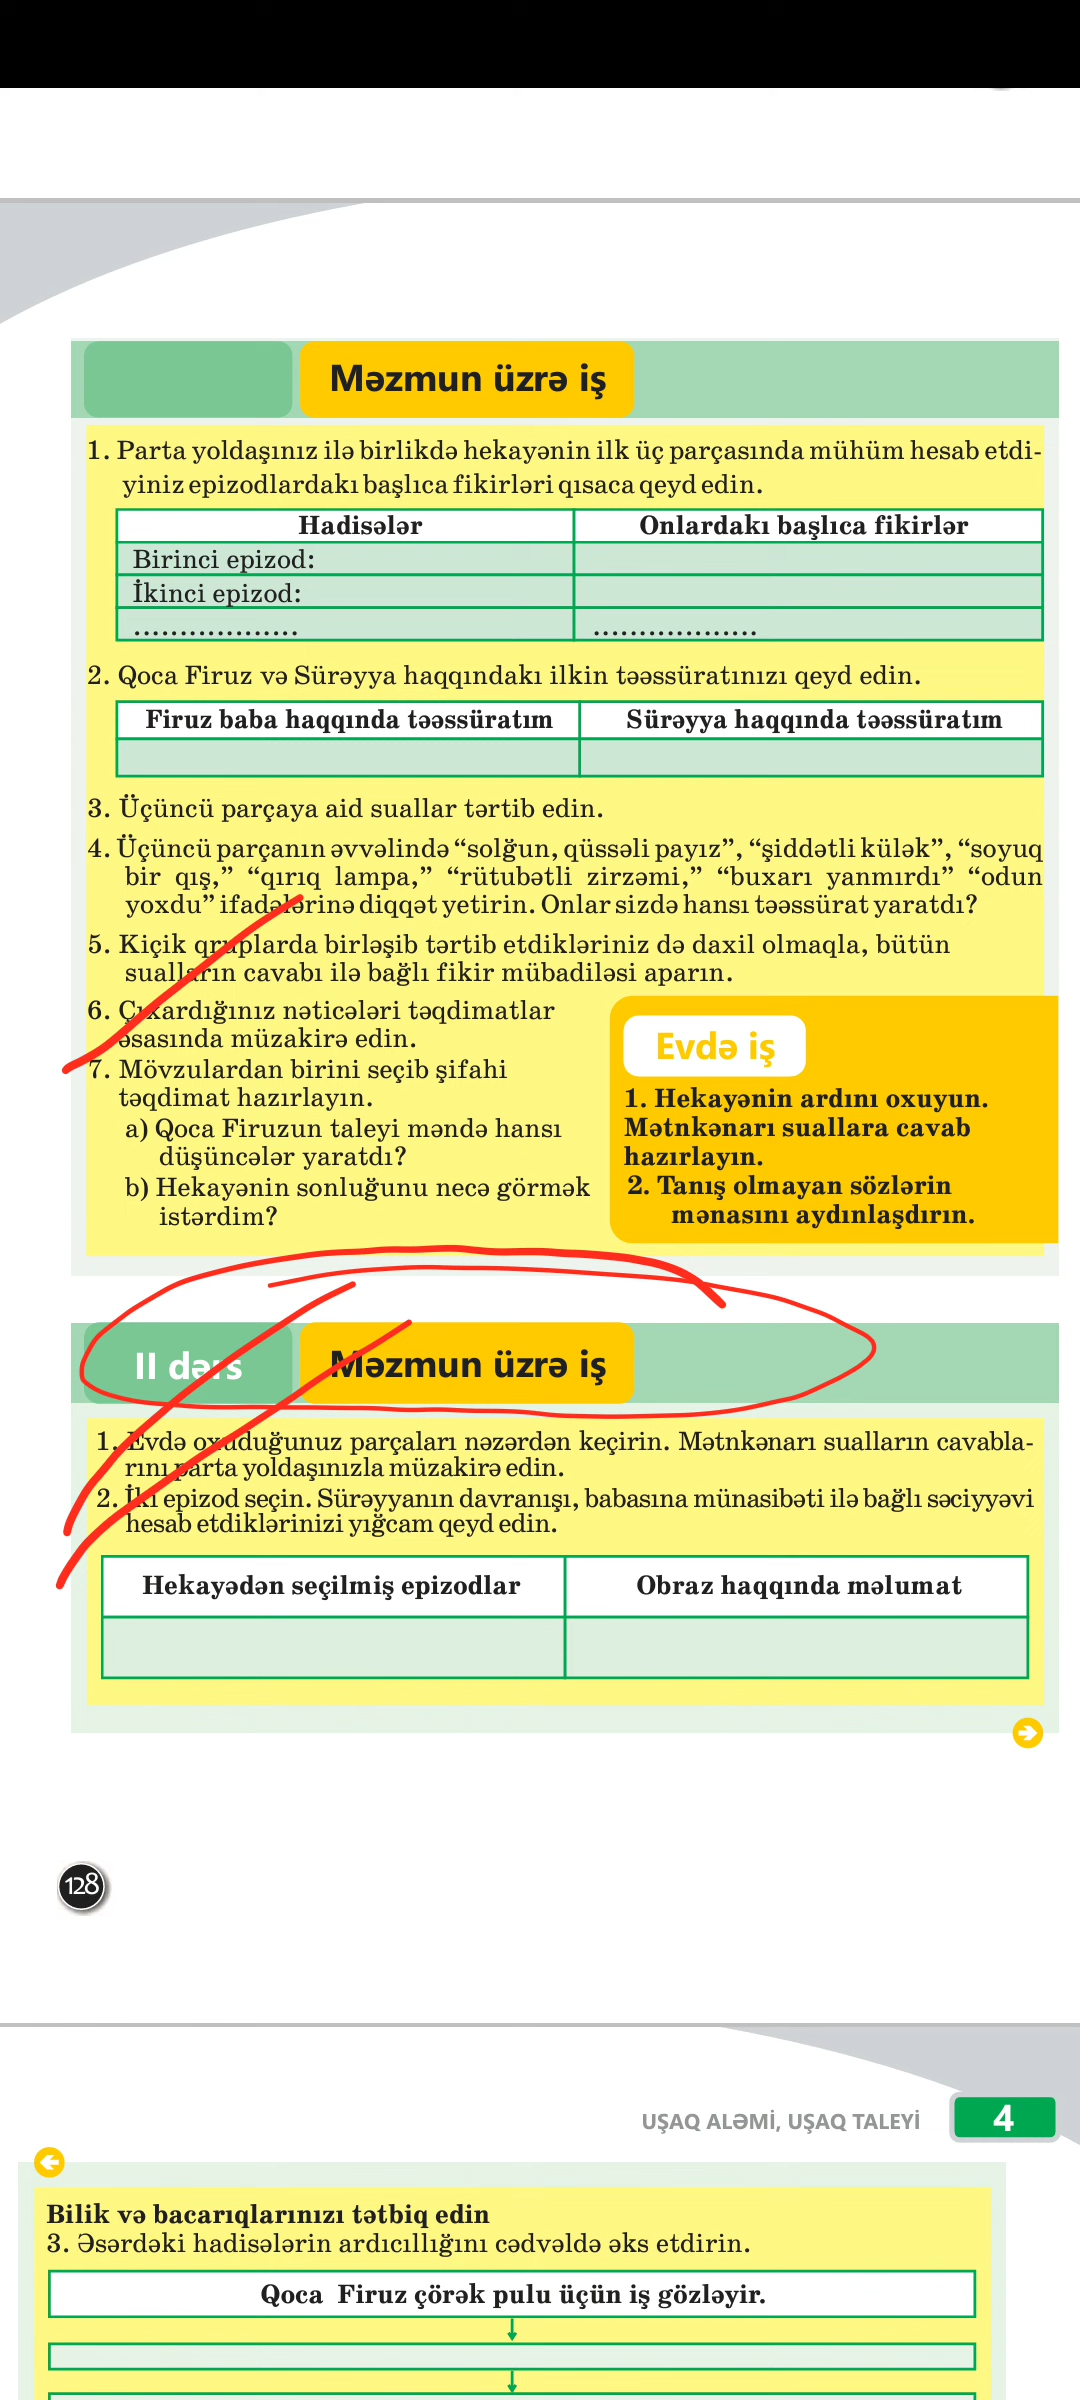 Məzmun üzrə iş
1. Parta yoldaşınız ilə birlikdə hekayənin ilk üç parçasında mühüm hesab etdi-
yiniz epizodlardakı başlıca fikirləri qısaca qeyd edin.
Hadisələr Onlardakı başlıca fikirlər
Birinci epizod:
İkinci epizod:
.................. ..................
2. Qoca Firuz və Sürəyya haqqındakı ilkin təəssüratınızı qeyd edin.
Firuz baba haqqında təəssüratım Sürəyya haqqında təəssüratım
3. Üçüncü parçaya aid suallar tərtib edin.
4. Üçüncü parçanın əvvəlində “solğun, qüssəli payız”, “şiddətli külək”, “soyuq
bir qış,” “qırıq lampa,” “rütubətli zirzəmi,” “buxarı yanmırdı” “odun
yoxdu” ifadələrinə diqqət yetirin. Onlar sizdə hansı təəssürat yaratdı?
5. Kiçik qruplarda birləşib tərtib etdikləriniz də daxil olmaqla, bütün
sualların cavabı ilə bağlı fikir mübadiləsi aparın.
6. Çıxardığınız nəticələri təqdimatlar
əsasında müzakirə edin.
7. Mövzulardan birini seçib şifahi
təqdimat hazırlayın.
a) Qoca Firuzun taleyi məndə hansı
düşüncələr yaratdı?
b) Hekayənin sonluğunu necə görmək
istərdim?
Evdə iş
1. Hekayənin ardını oxuyun.
Mətnkənarı suallara cavab
hazırlayın.
2. Tanış olmayan sözlərin
mənasını aydınlaşdırın.
II dərs Məzmun üzrə iş
1. Evdə oxuduğunuz parçaları nəzərdən keçirin. Mətnkənarı sualların cavabla-
rını parta yoldaşınızla müzakirə edin.
2. İki epizod seçin. Sürəyyanın davranışı, babasına münasibəti ilə bağlı səciyyəvi
hesab etdiklərinizi yığcam qeyd edin.
Hekayədən seçilmiş epizodlar Obraz haqqında məlumat
128
UŞAQ ALƏMİ, UŞAQ TALEYİ 4
Bilik və bacarıqlarınızı tətbiq edin
3. Əsərdəki hadisələrin ardıcıllığını cədvəldə əks etdirin.
Qoca Firuz çörək pulu üçün iş gözləyir.